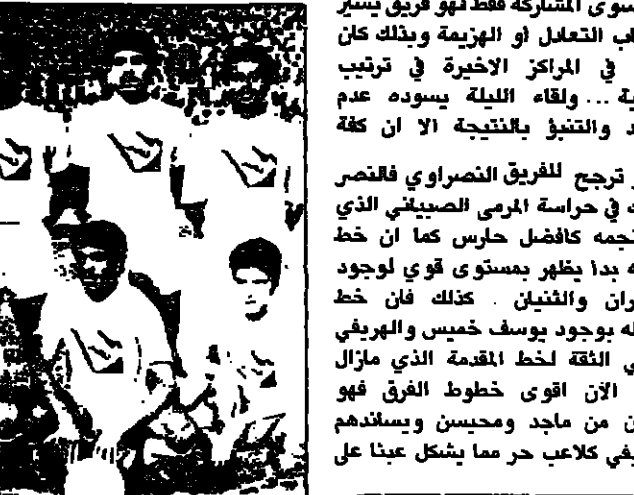 سوى المشاركة فقط فهو فريق يسير
اب التعادل أو الهزيمة وبذلك كان
في المراكز الاخيرة في ترتيب
ية ... ولقاء الليلة يسوده عدم
د والتنبؤ بالنتيجة الا ان كفة
ر ترجح للفريق النصراوي فالنصر
ك في حراسة المرمى الصبياني الذي
نجمه كافضل حارس كما ان خط
ه بدا يظهر بمستوى قوي لوجود
ران والثنيان . كذلك فان خط
له بوجود يوسف خميس والهريفي
ي الثقة لخط المقدمة الذي مازال
الآن اقوى خطوط الفرق فهو
ن من ماجد ومحيسن ويساندهم
يفي كلاعب حر مما يشكل عبئا على